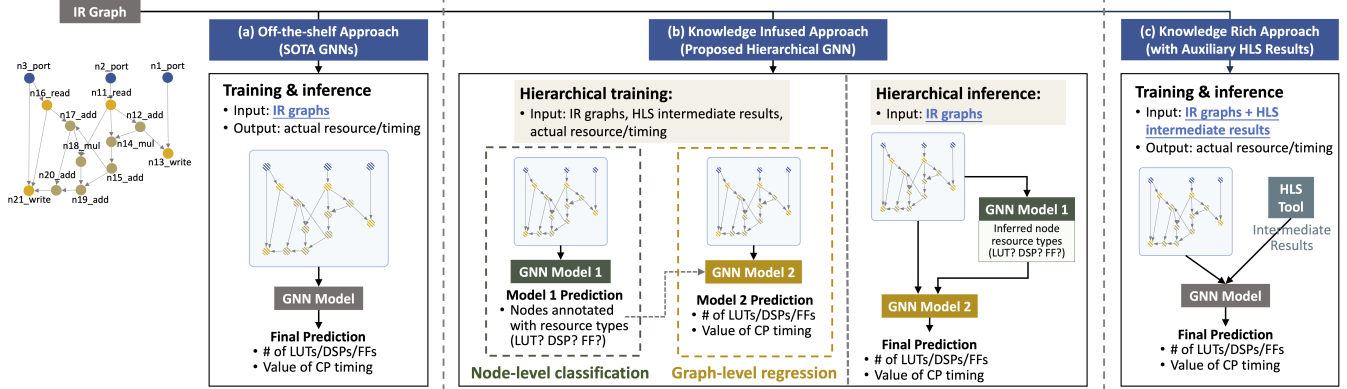 IR Graph
n3_port
n2_port
n1_port
n16_read
n11_read
n17_add
n12_add
n18_mul
n14_mul
n13_write
n20_add
n15_add
n21_write
n19_add
(a) Off-the-shelf Approach
(SOTA GNNs)
Training & inference
• Input: IR graphs
• Output: actual resource/timing
GNN Model
Final Prediction
• # of LUTs/DSPs/FFs
• Value of CP timing
(b) Knowledge Infused Approach
(Proposed Hierarchical GNN)
Hierarchical training:
• Input: IR graphs, HLS intermediate results,
actual resource/timing
GNN Model 1
Model 1 Prediction
• Nodes annotated
with resource types
(LUT? DSP? FF?)
Node-level classification
GNN Model 2
Model 2 Prediction
• # of LUTs/DSPs/FFs
• Value of CP timing
Graph-level regression
Hierarchical inference:
• Input: IR graphs
GNN Model 1
Inferred node
resource types
(LUT? DSP? FF?)
GNN Model 2
Final Prediction
• # of LUTs/DSPs/FFs
• Value of CP timing
(c) Knowledge Rich Approach
(with Auxiliary HLS Results)
Training & inference
• Input: IR graphs + HLS
intermediate results
• Output: actual resource/timing
HLS
Tool
Intermediate
Results
GNN Model
Final Prediction
• # of LUTs/DSPs/FFs
• Value of CP timing